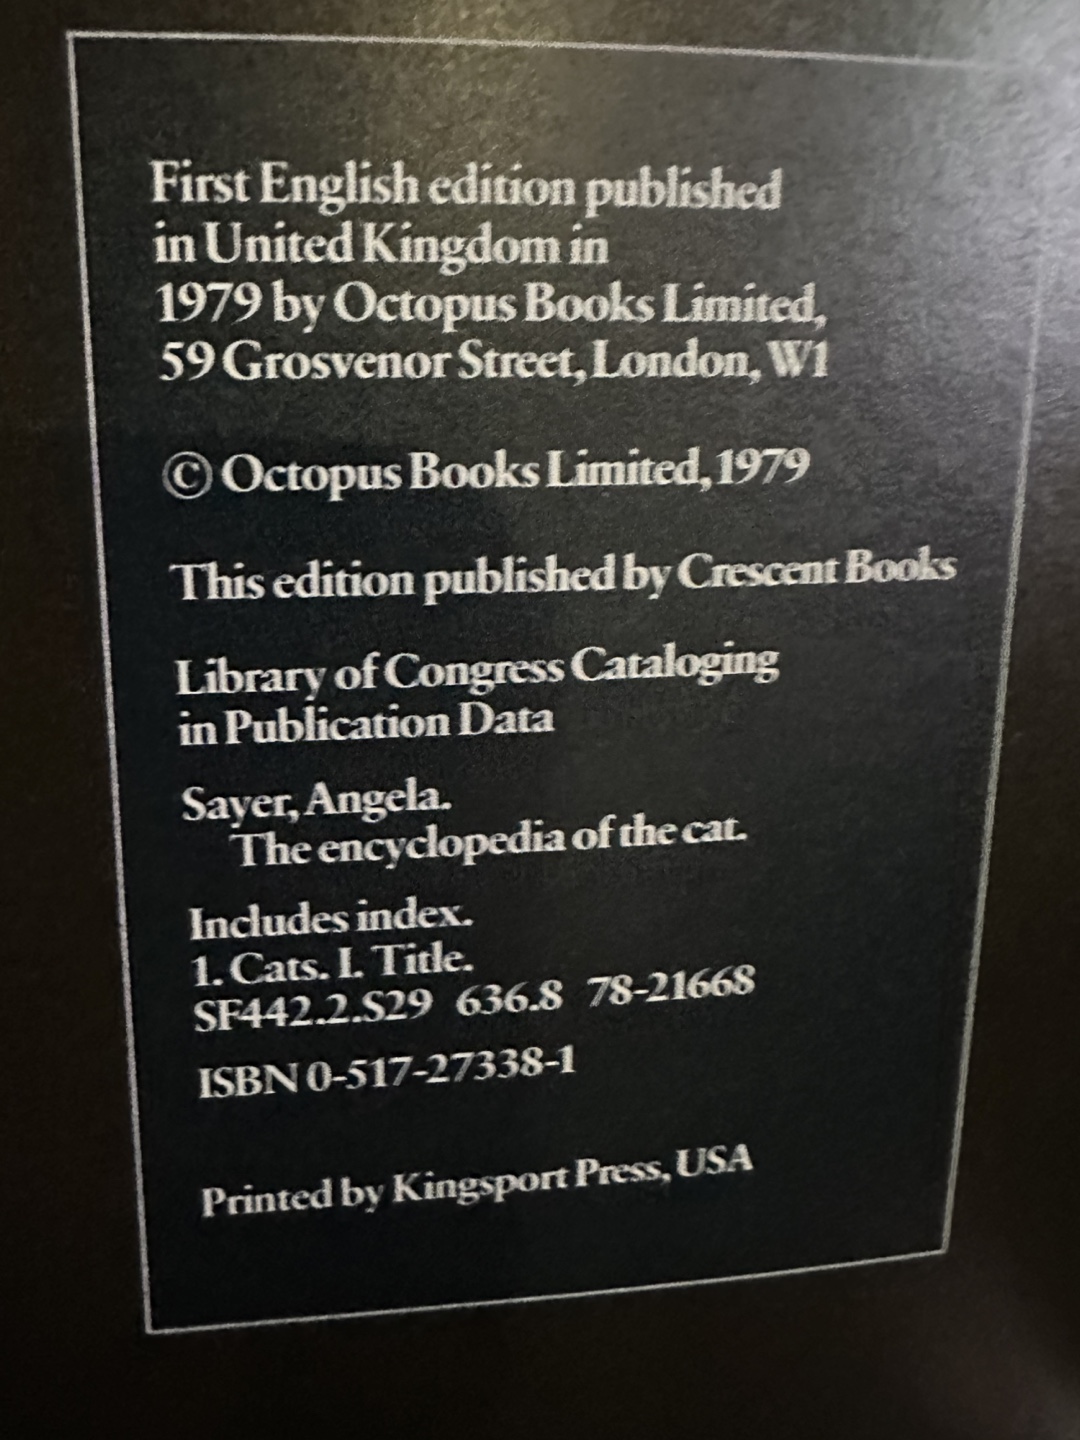 First English edition published
in United Kingdom in
1979 by Octopus Books Limited,
59 Grosvenor Street, London, W1
© Octopus Books Limited, 1979
This edition published by Crescent Books
Library of Congress Cataloging
in Publication Data
Sayer, Angela.
The encyclopedia of the cat.
Includes index.
1. Cats. I. Title.
SF442.2.S29 636.8 78-21668
ISBN 0-517-27338-1
Printed by Kingsport Press, USA